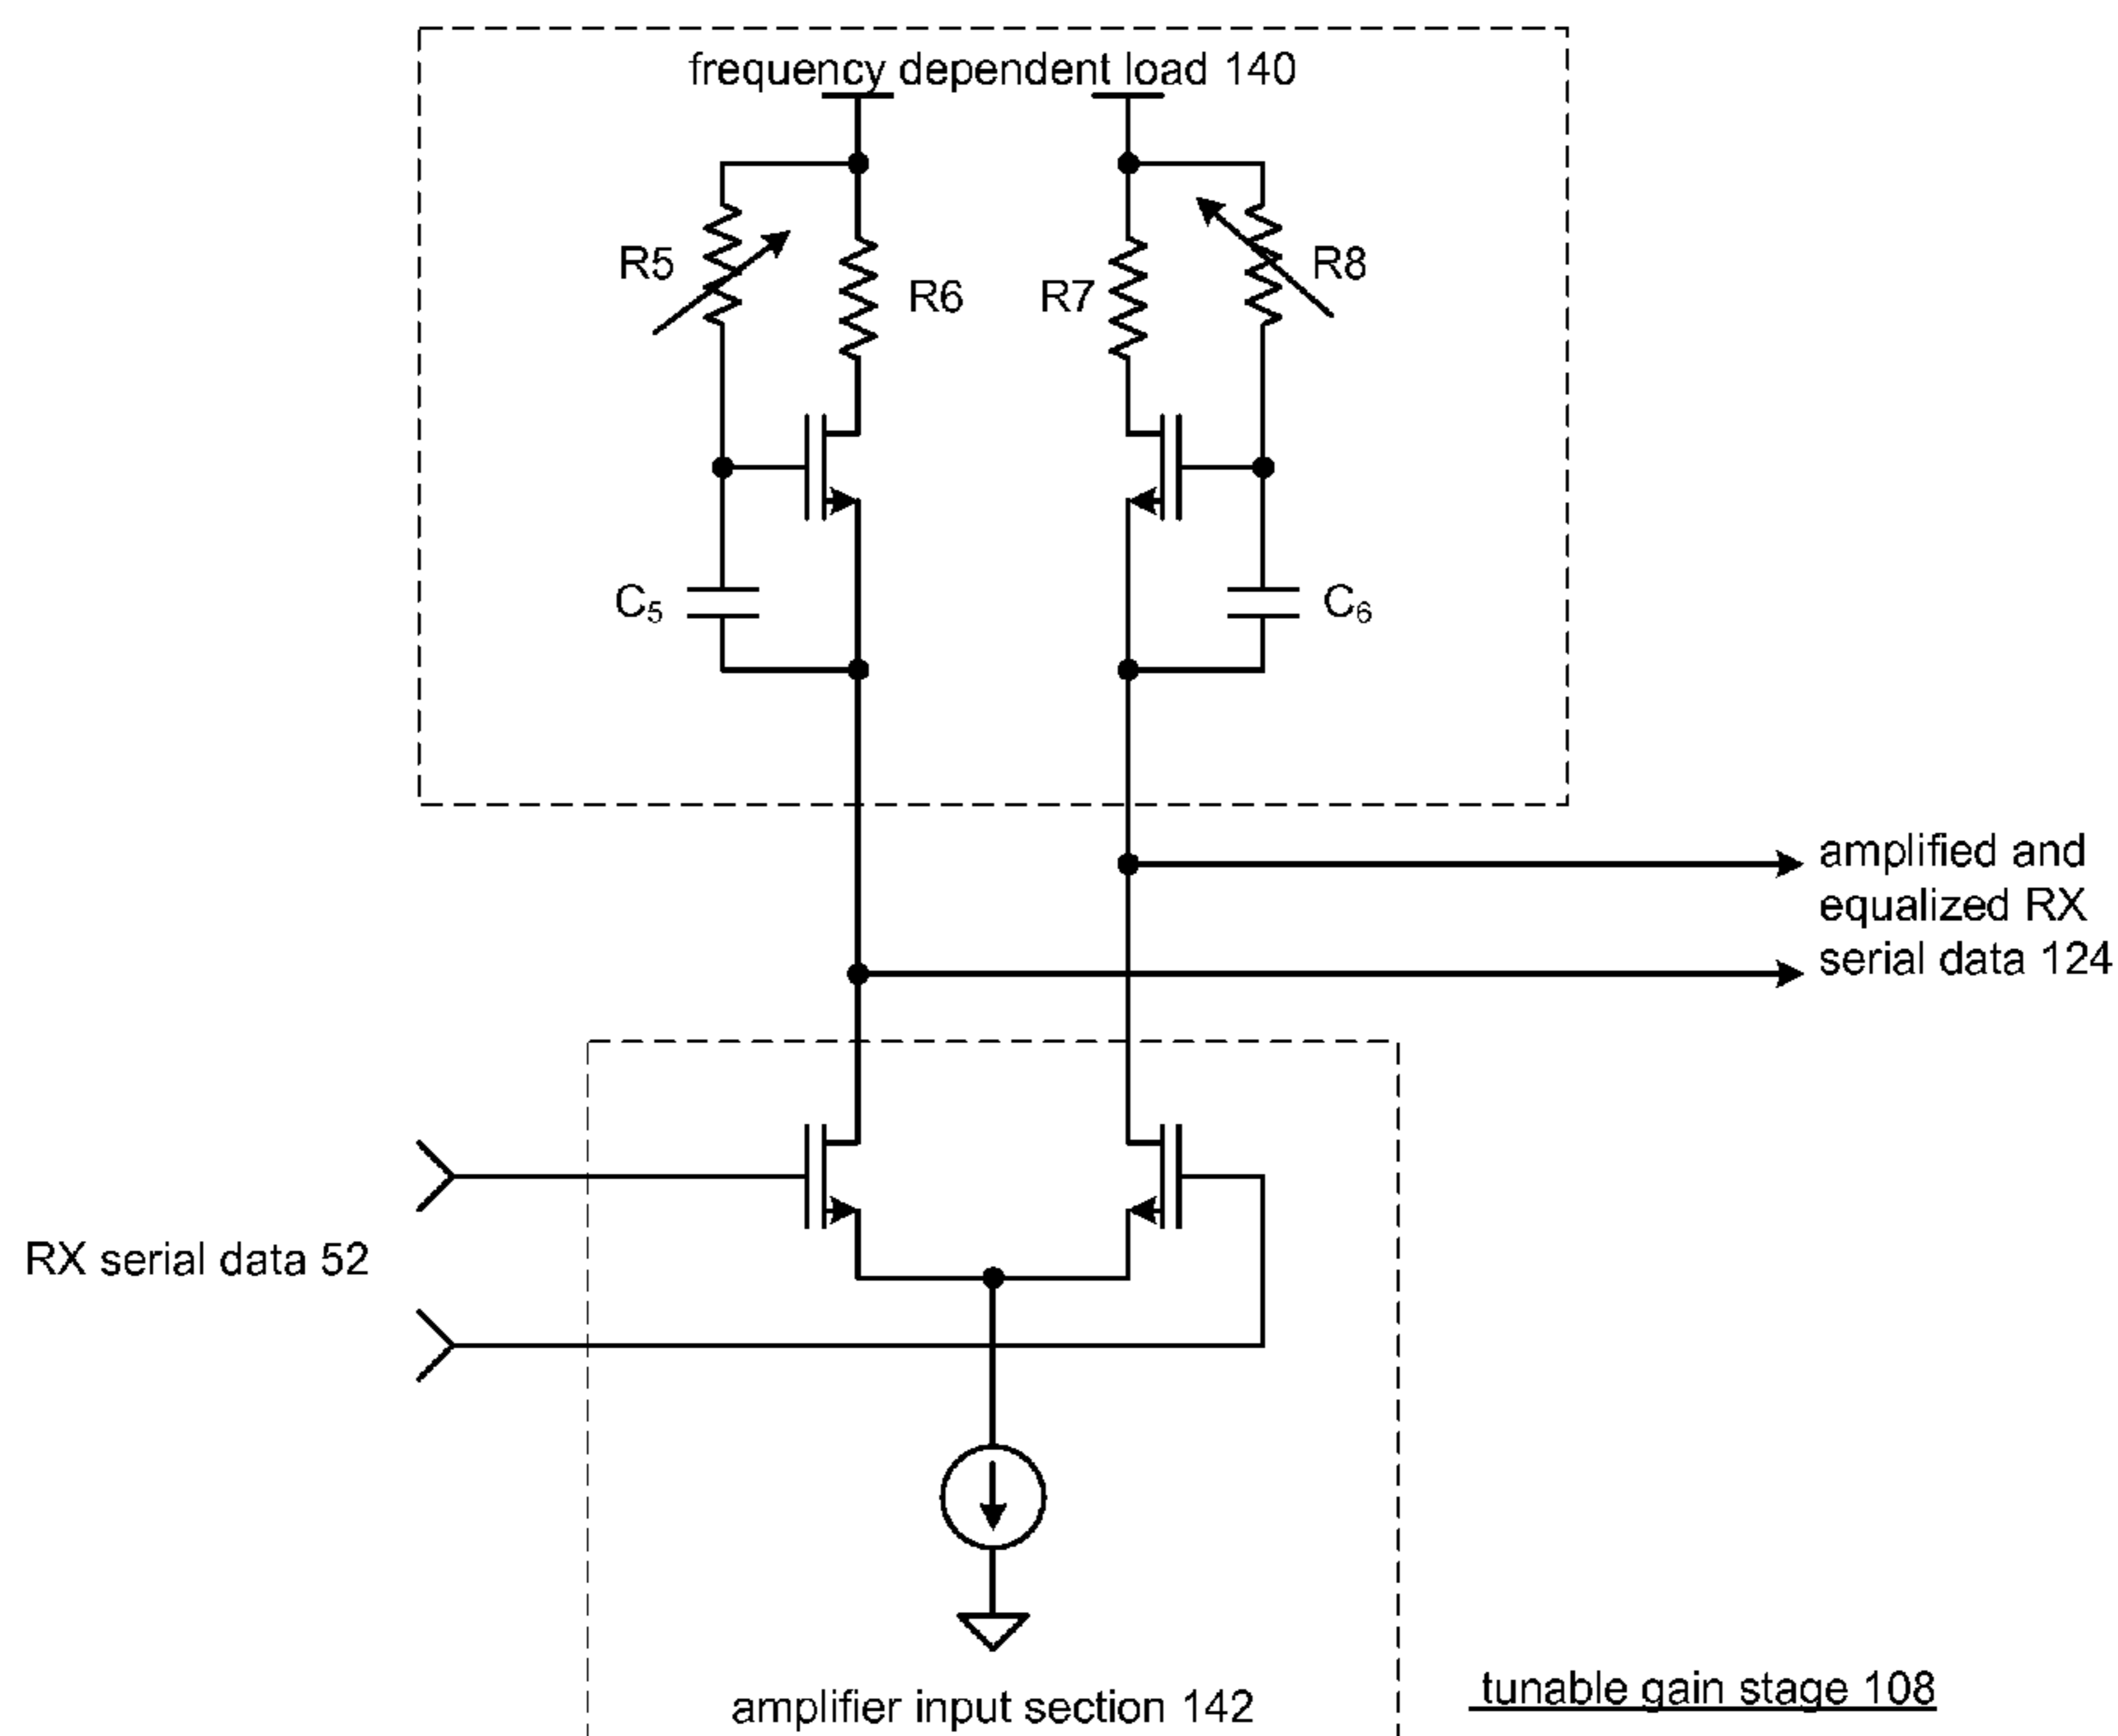 frequency dependent load 140
R5
R6
R7
R8
C5
C6
amplified and
equalized RX
serial data 124
RX serial data 52
amplifier input section 142
tunable gain stage 108